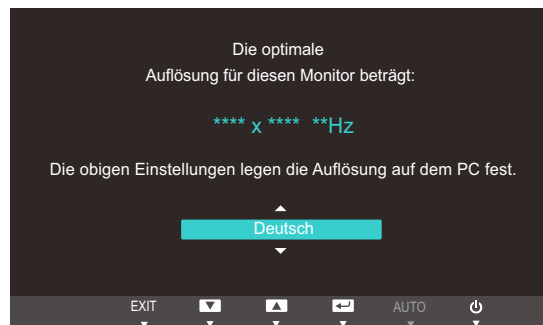 Die optimale
Auflösung für diesen Monitor beträgt:
**** x **** **Hz
Die obigen Einstellungen legen die Auflösung auf dem PC fest.
Deutsch
EXIT AUTO